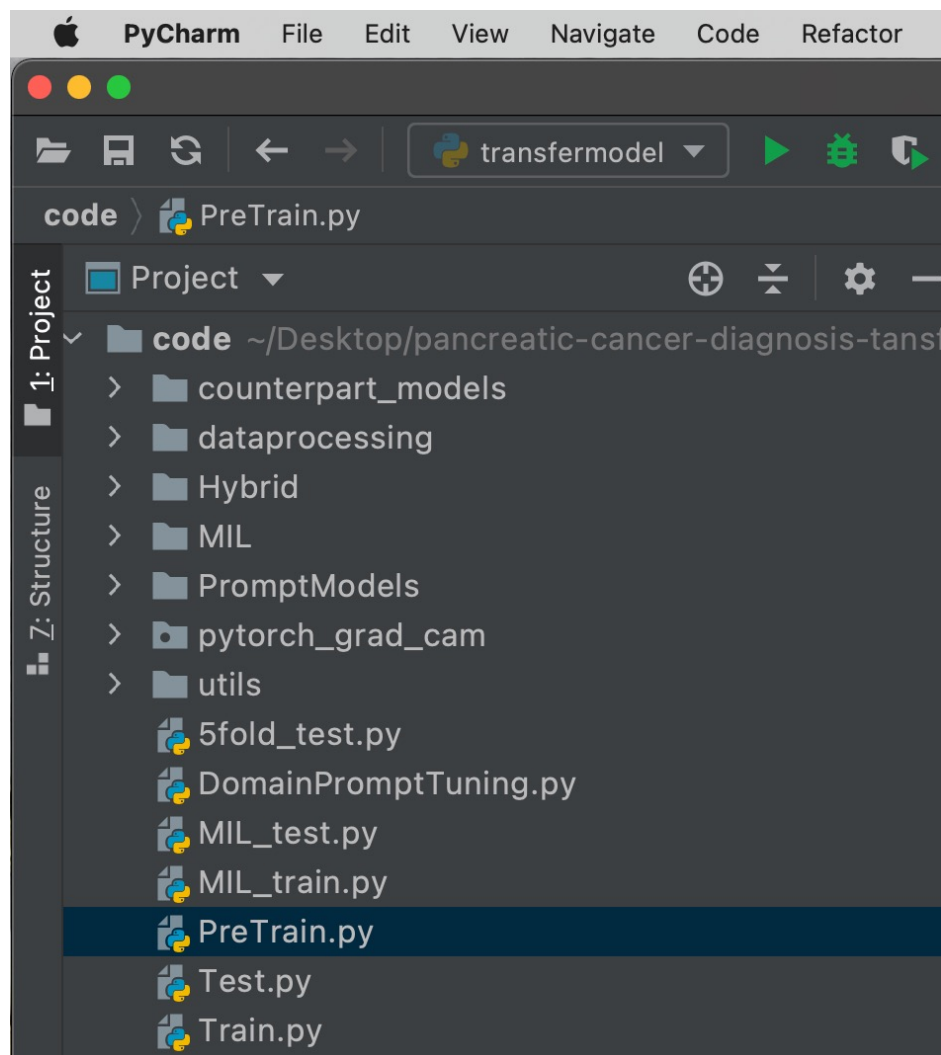 PyCharm File Edit View Navigate Code Refactor
transfermodel
code PreTrain.py
Project
1: Project
code ~/Desktop/pancreatic-cancer-diagnosis-tansf
counterpart_models
dataprocessing
Hybrid
MIL
PromptModels
pytorch_grad_cam
utils
Z: Structure
5fold_test.py
DomainPromptTuning.py
MIL_test.py
MIL_train.py
PreTrain.py
Test.py
Train.py